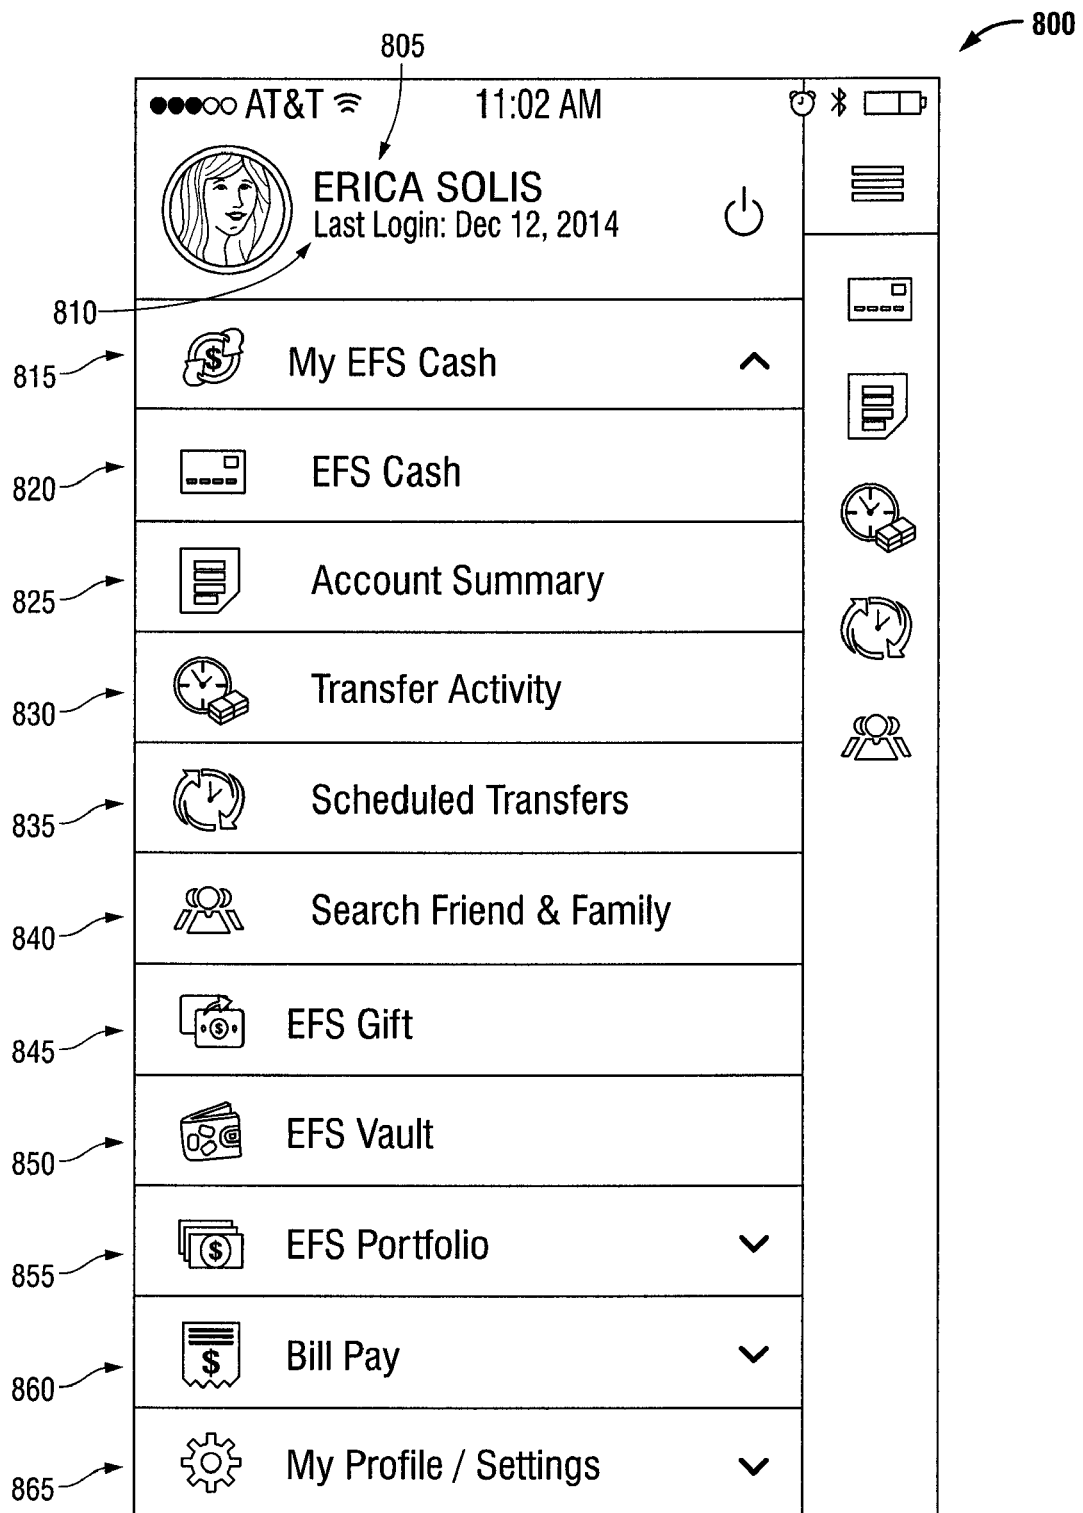 800
805
AT&T 11:02 AM
ERICA SOLIS
Last Login: Dec 12, 2014
810
815 $ My EFS Cash
820 EFS Cash
825 Account Summary
830 Transfer Activity
835 Scheduled Transfers
840 Search Friend & Family
845 $ EFS Gift
850 EFS Vault
855 $ EFS Portfolio
860 $ Bill Pay
865 My Profile / Settings